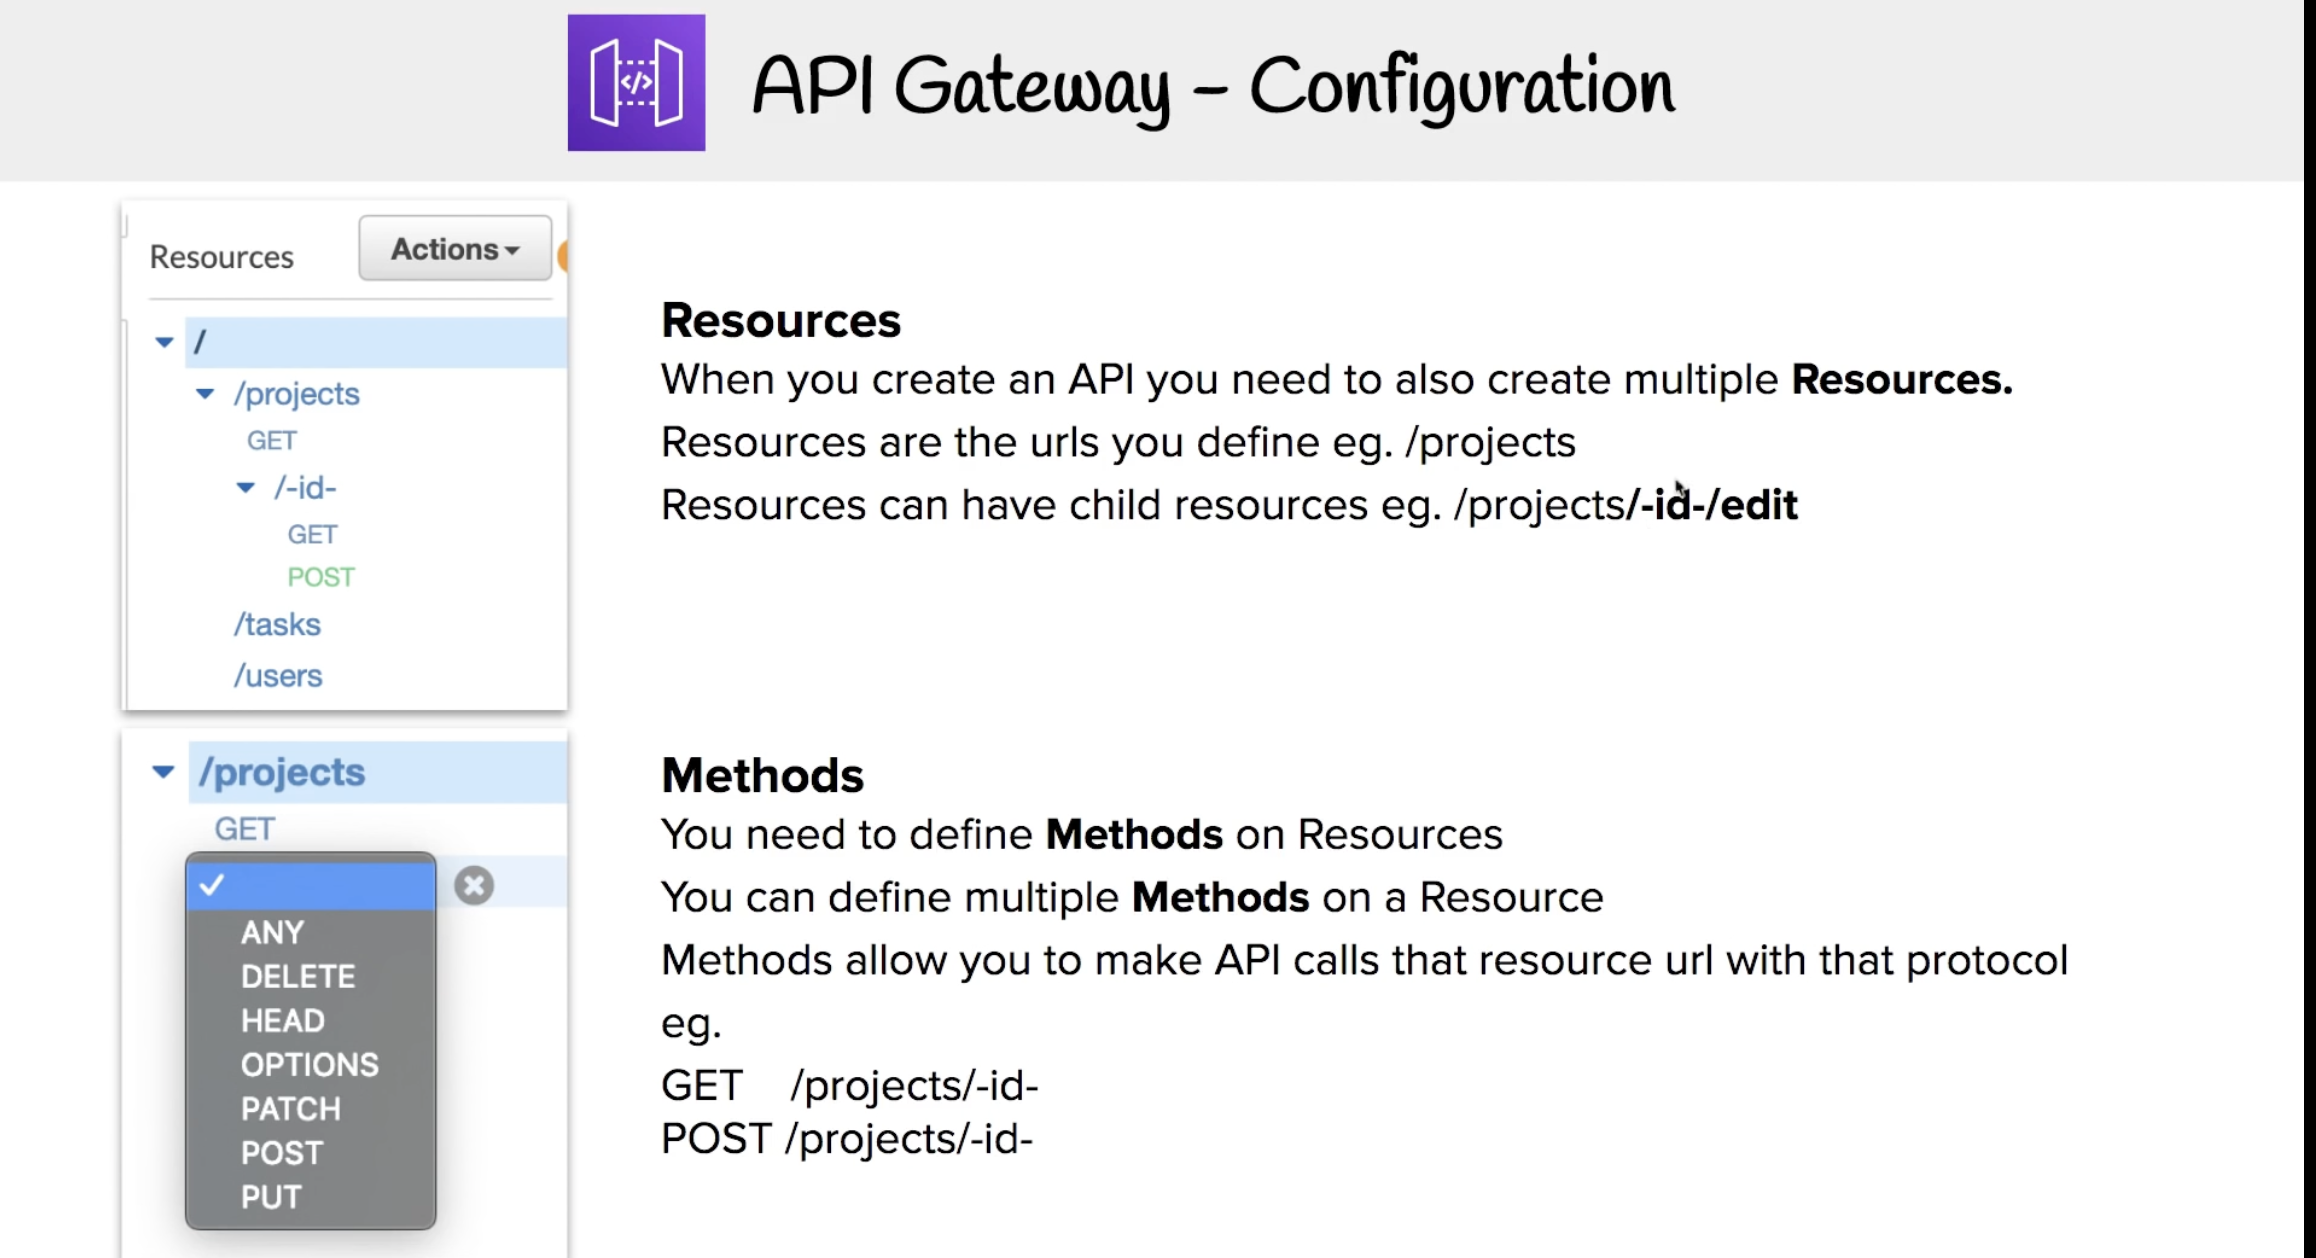 </>
API Gateway - Configuration
Resources
Actions
/
/projects
GET
/-id-
GET
POST
/tasks
/users
Resources
When you create an API you need to also create multiple Resources.
Resources are the urls you define eg. /projects
Resources can have child resources eg. /projects/-id-/edit
/projects
GET
ANY
DELETE
HEAD
OPTIONS
PATCH
POST
PUT
Methods
You need to define Methods on Resources
You can define multiple Methods on a Resource
Methods allow you to make API calls that resource url with that protocol
eg.
GET /projects/-id-
POST /projects/-id-